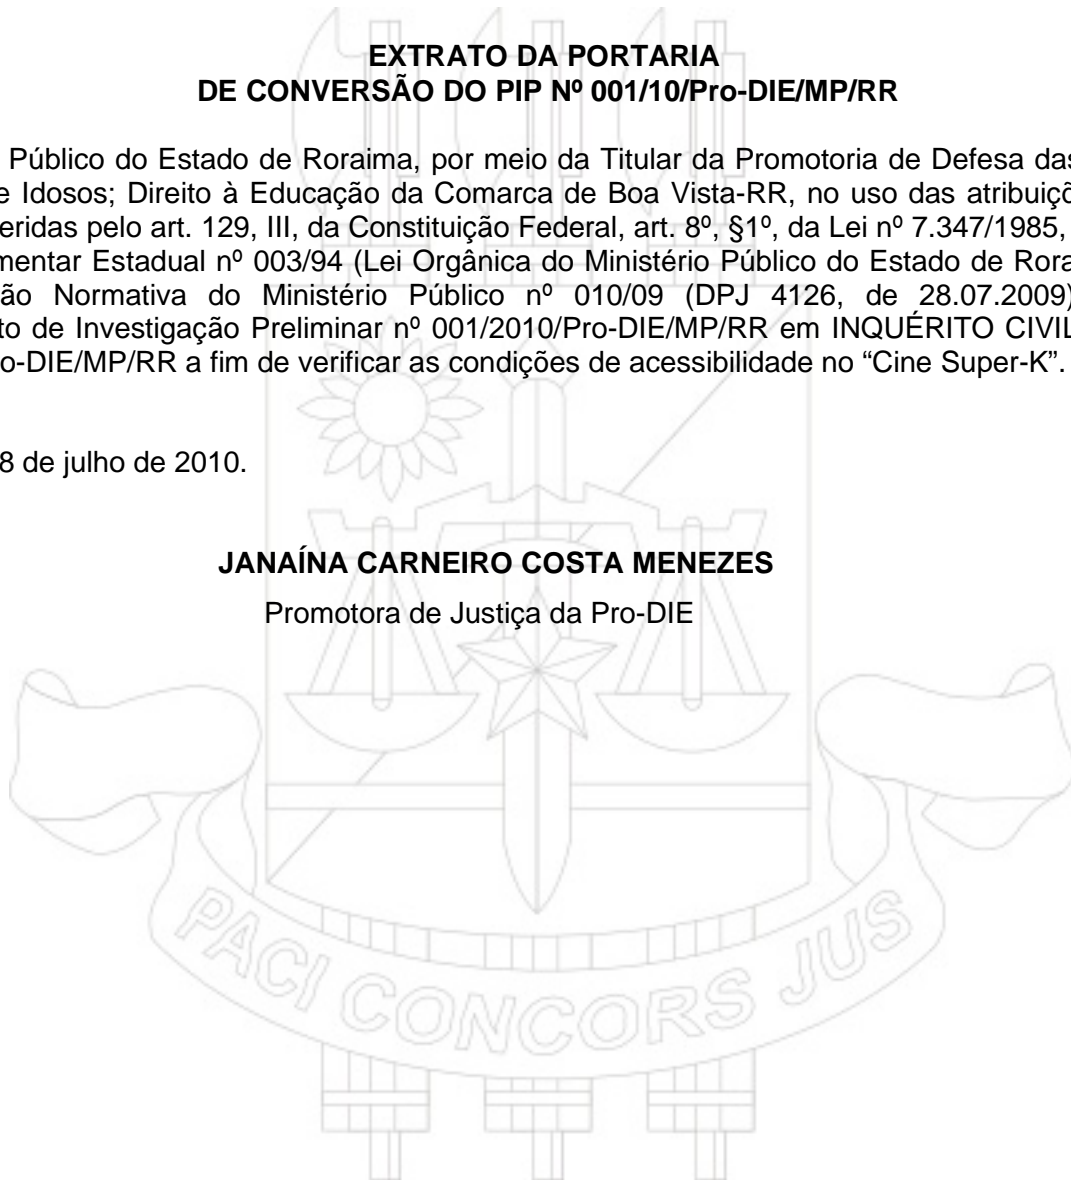 EXTRATO DA PORTARIA
DE CONVERSÃO DO PIP Nº 001/10/Pro-DIE/MP/RR
Público do Estado de Roraima, por meio da Titular da Promotoria de Defesa das
e Idosos; Direito à Educação da Comarca de Boa Vista-RR, no uso das
pelo art. 129, III, da Constituição Federal, art. 8º, §1º, da Lei nº 7.347/1985,
Estadual nº 003/94 (Lei Orgânica do Ministério Público do Estado de
Normativa do Ministério Público nº 010/09 (DPJ 4126, de 28.07.2009)
de Investigação Preliminar nº 001/2010/Pro-DIE/MP/RR em INQUÉRITO CIVIL
o-DIE/MP/RR a fim de verificar as condições de acessibilidade no “Cine Super-K”.
8 de julho de 2010.
JANAÍNA CARNEIRO COSTA MENEZES
Promotora de Justiça da Pro-DIE
PACI CONCORS JUS